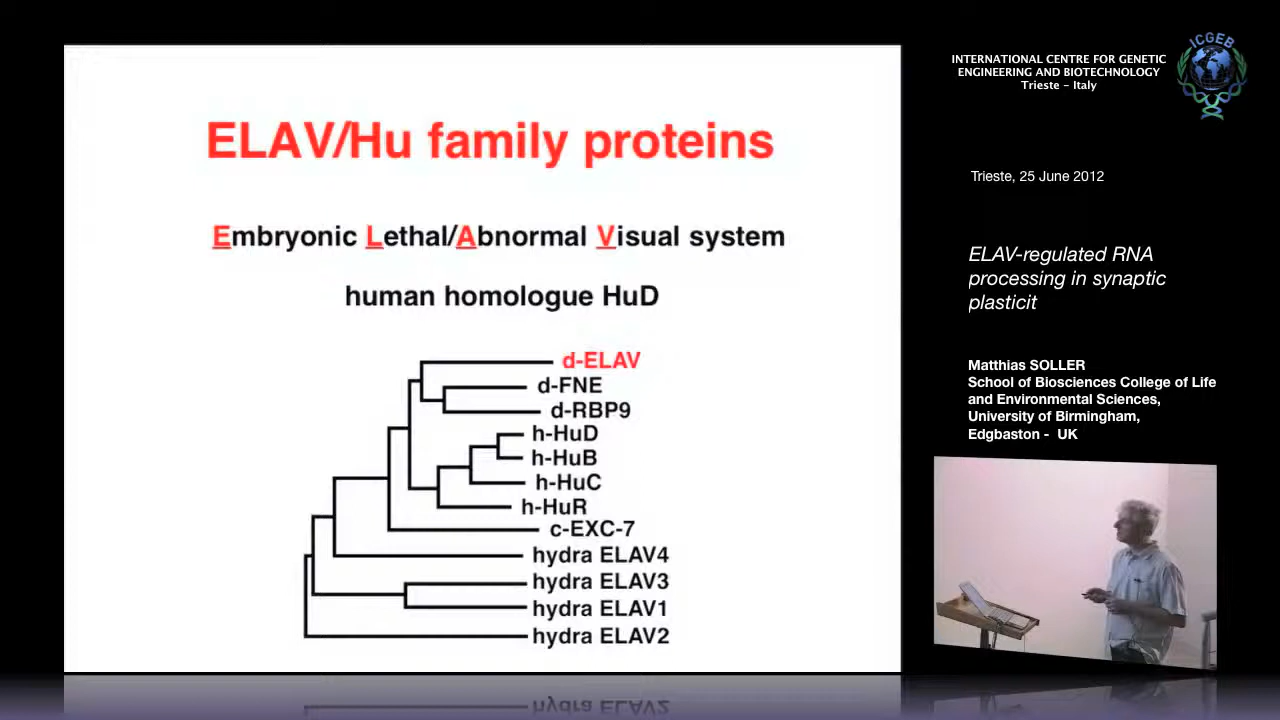 ELAV/Hu family proteins
Embryonic Lethal/Abnormal Visual system
human homologue HuD
d-ELAV
d-FNE
d-RBP9
h-HuD
h-HuB
h-HuC
h-HuR
c-EXC-7
hydra ELAV4
hydra ELAV3
hydra ELAV1
hydra ELAV2
hydra ELAV2
INTERNATIONAL CENTRE FOR GENETIC
ENGINEERING AND BIOTECHNOLOGY
Trieste - Italy
ICGEB
Trieste, 25 June 2012
ELAV-regulated RNA
processing in synaptic
plasticit
Matthias SOLLER
School of Biosciences College of Life
and Environmental Sciences,
University of Birmingham,
Edgbaston - UK